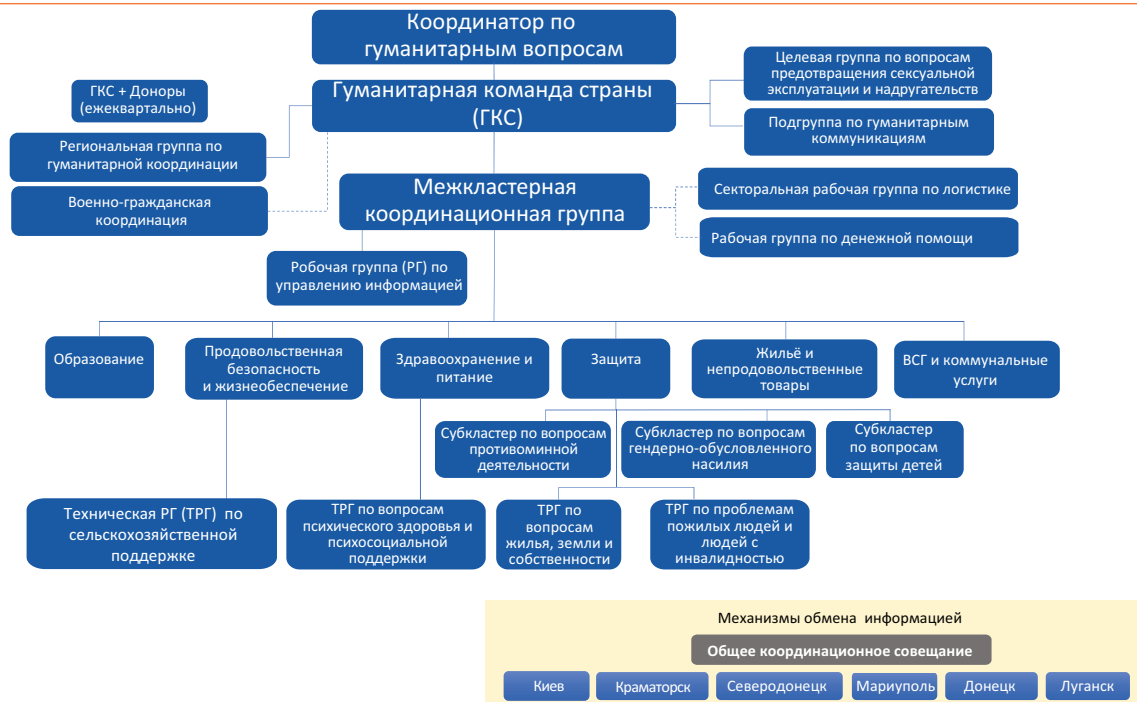 Координатор по
гуманитарным вопросам
Целевая группа по вопросам
предотвращения сексуальной
эксплуатации и надругательств
ГКС + Доноры
(ежеквартально)
Гуманитарная команда страны
(ГКС)
Подгруппа по гуманитарным
коммуникациям
Региональная группа по
гуманитарной координации
Военно-гражданская
координация
Межкластерная
координационная группа
Секторальная рабочая группа по логистике
Рабочая группа по денежной помощи
Робочая группа (РГ) по
управлению информацией
Образование
Продовольственная
безопасность
и жизнеобеспечение
Здравоохранение и
питание
Защита
Жильё и
непродовольственные
товары
ВСГ и коммунальные
услуги
Субкластер по вопросам
противоминной
деятельности
Субкластер по вопросам
гендерно-обусловленного
насилия
Субкластер
по вопросам
защиты детей
Техническая РГ (ТРГ) по
сельскохозяйственной
поддержке
ТРГ по вопросам
психического здоровья и
психосоциальной
поддержки
ТРГ по
вопросам
жилья, земли и
собственности
ТРГ по проблемам
пожилых людей и
людей с
инвалидностью
Механизмы обмена информацией
Общее координационное совещание
Киев
Краматорск
Северодонецк
Мариуполь
Донецк
Луганск